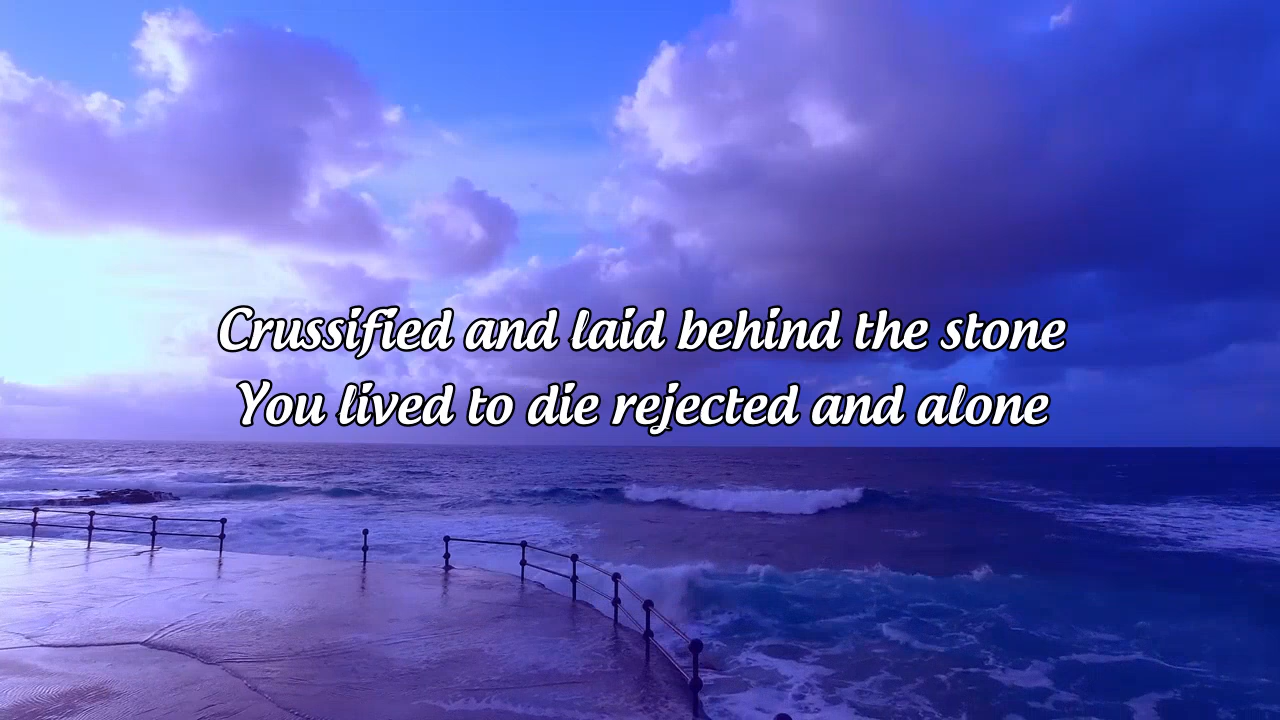 Crussified and laid behind the stone
You lived to die rejected and alone